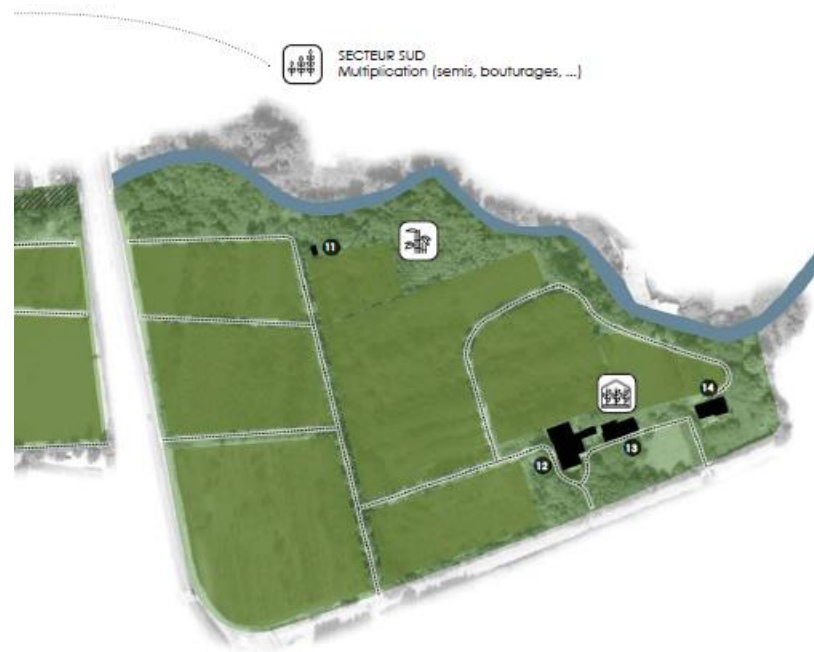 SECTEUR SUD
Multiplication (semis, bouturages, ...)
11
14
12
13